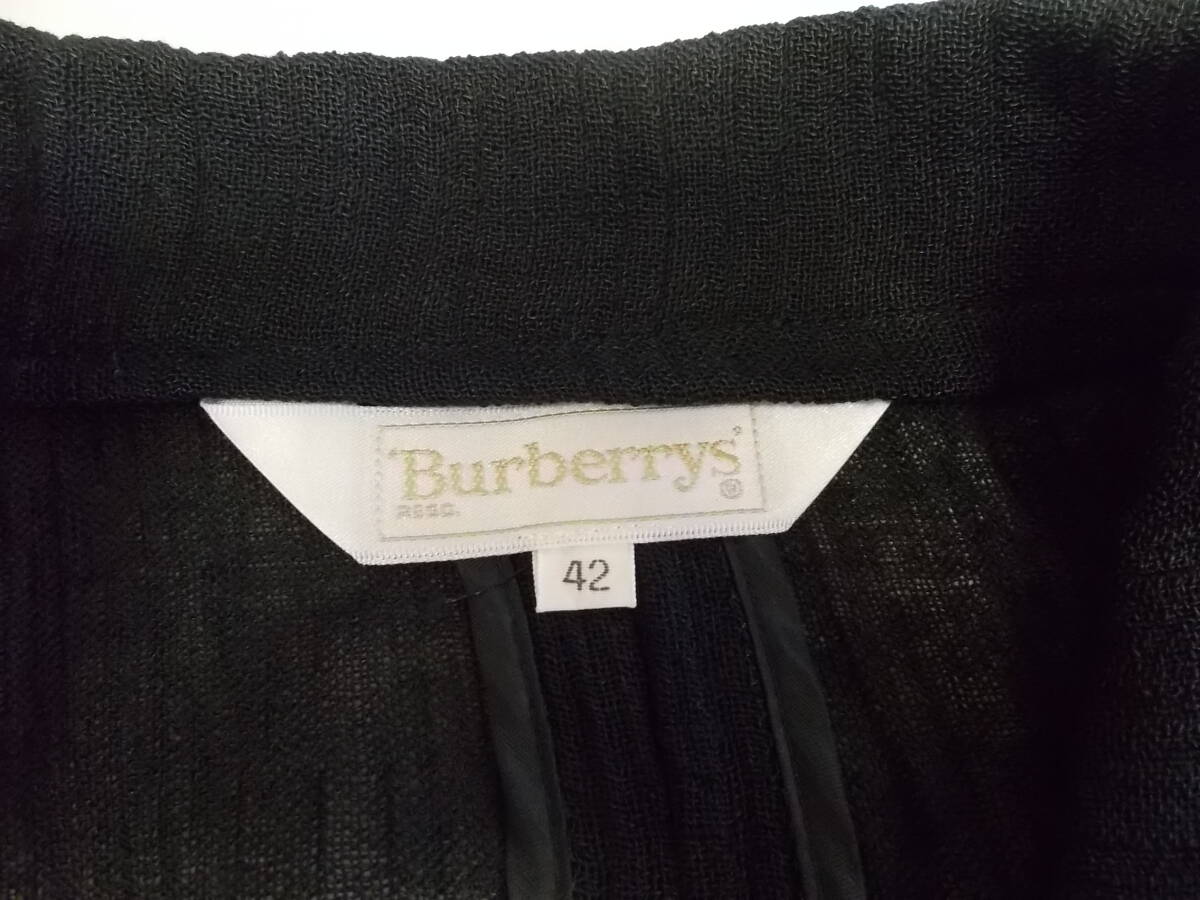 Burberrys'
REGD.
®
42